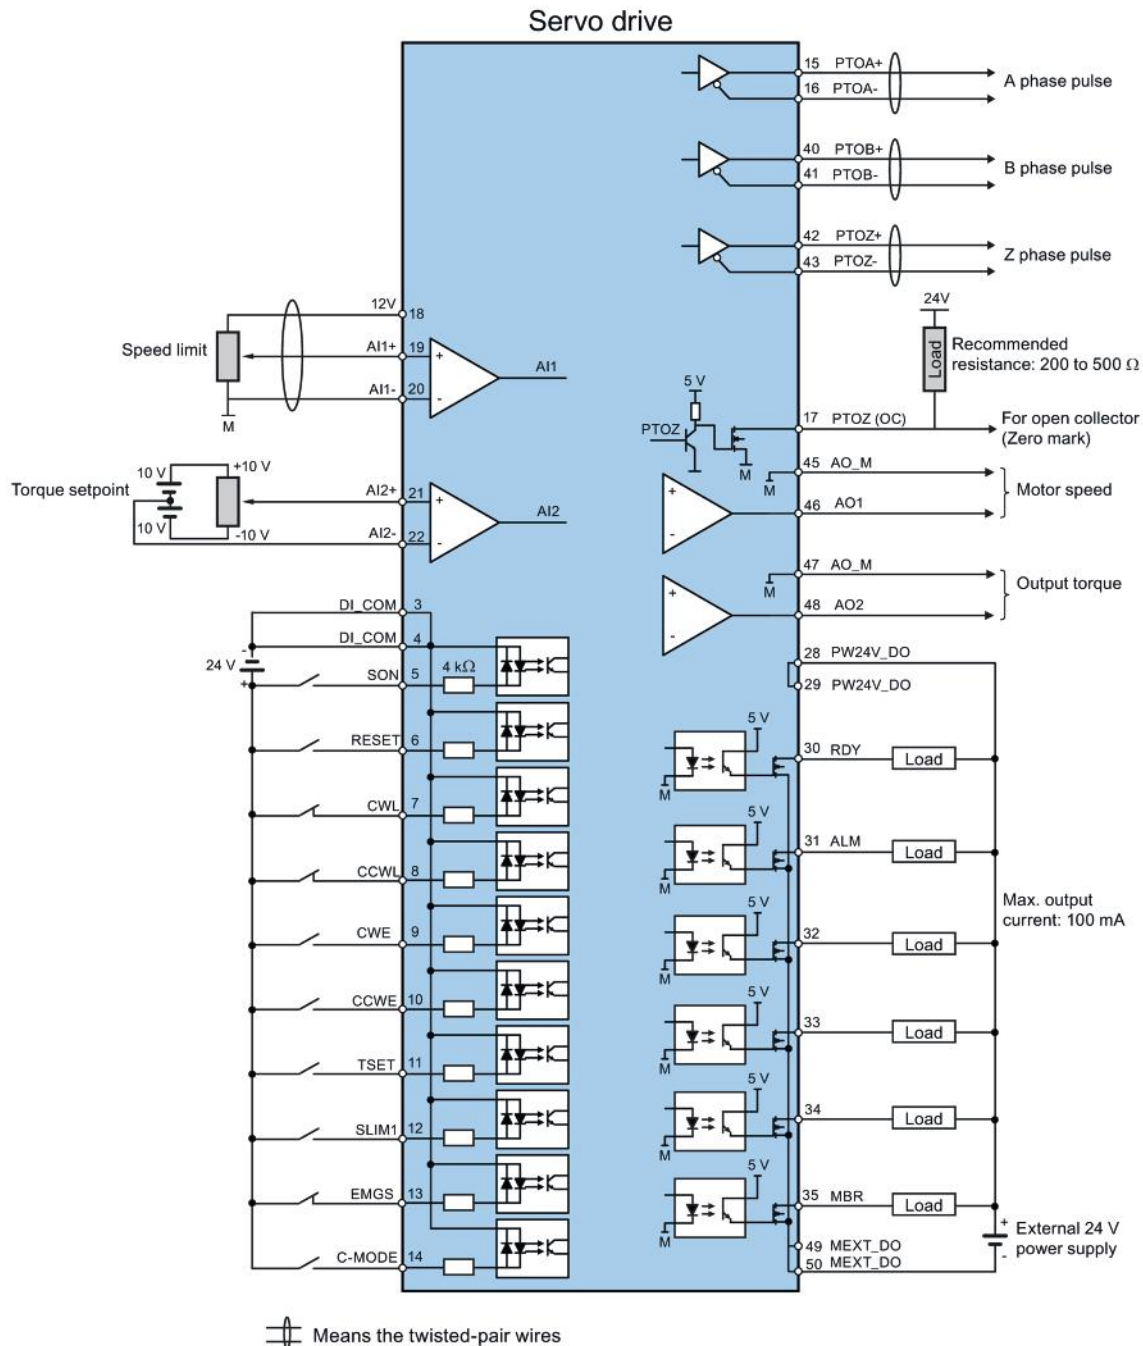 Servo drive
15 PTOA+
16 PTOA-
A phase pulse
40 PTOB+
41 PTOB-
B phase pulse
42 PTOZ+
43 PTOZ-
Z phase pulse
24V
Load
Recommended
resistance: 200 to 500 Ω
12V 18
Speed limit
AI1+ 19
+
AI1
AI1- 20
-
M
5 V
PTOZ
M
17 PTOZ (OC)
For open collector
(Zero mark)
M
45 AO_M
+
46 AO1
-
Motor speed
Torque setpoint
10 V
+10 V
10 V
-10 V
AI2+ 21
+
AI2
AI2- 22
-
M
47 AO_M
+
48 AO2
-
Output torque
DI_COM 3
DI_COM 4
-
24 V
+
SON 5
4 kΩ
RESET 6
CWL 7
CCWL 8
CWE 9
CCWE 10
TSET 11
SLIM1 12
EMGS 13
C-MODE 14
28 PW24V_DO
29 PW24V_DO
5 V
M
30 RDY
Load
5 V
M
31 ALM
Load
5 V
M
32
Load
Max. output
current: 100 mA
5 V
M
33
Load
5 V
M
34
Load
5 V
M
35 MBR
Load
49 MEXT_DO
50 MEXT_DO
+
-
External 24 V
power supply
Means the twisted-pair wires